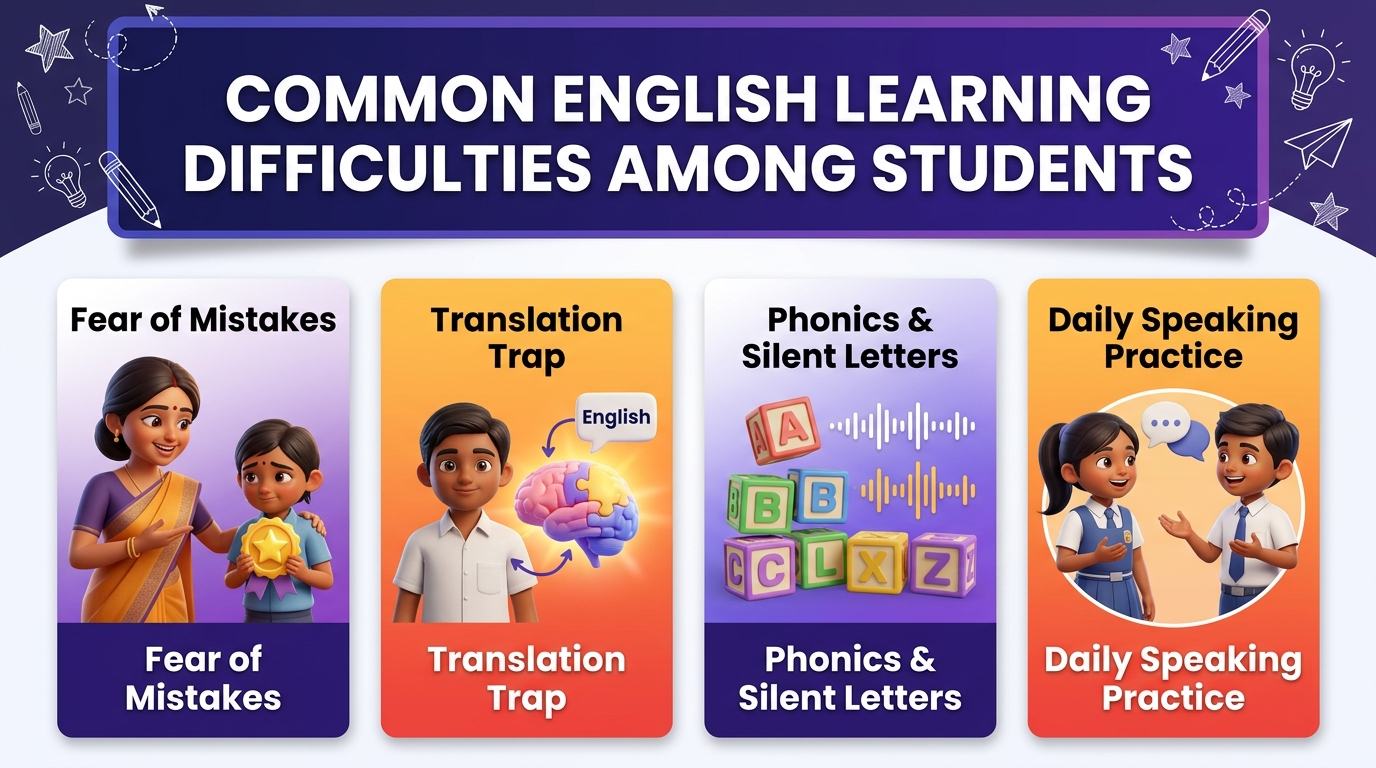 COMMON ENGLISH LEARNING
DIFFICULTIES AMONG STUDENTS
Fear of Mistakes
Fear of
Mistakes
Translation
Trap
English
Translation
Trap
Phonics &
Silent Letters
A A
B B B
C C L X Z Z
Phonics &
Silent Letters
Daily Speaking
Practice
Daily Speaking
Practice